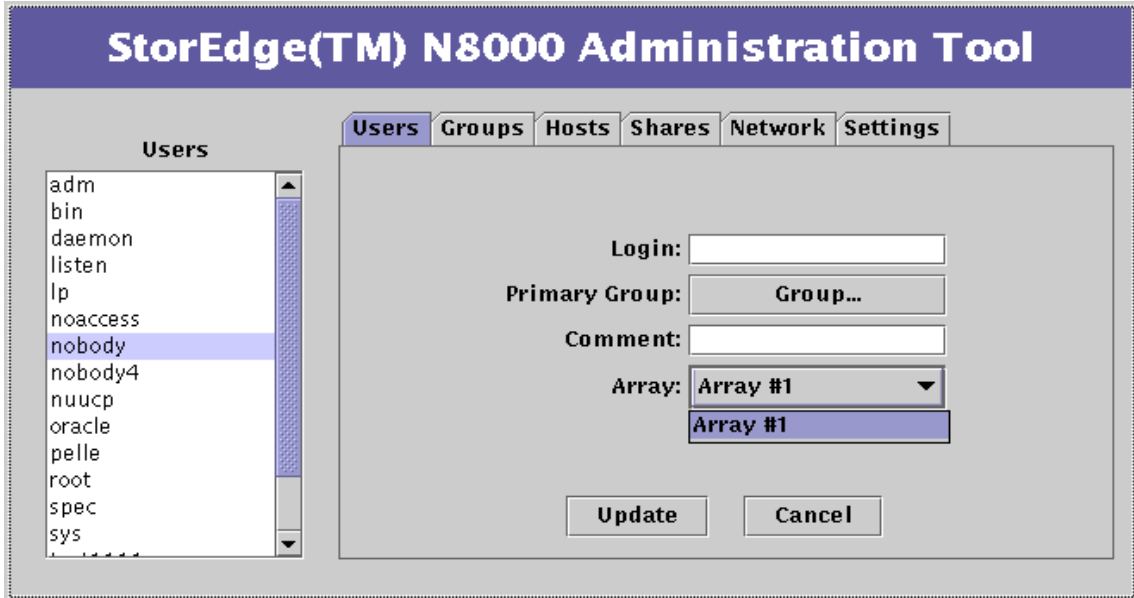 StorEdge(TM) N8000 Administration Tool
Users Groups Hosts Shares Network Settings
Users
adm
bin
daemon
listen
lp
noaccess
nobody
nobody4
nuucp
oracle
pelle
root
spec
sys
Login:
Primary Group: Group...
Comment:
Array: Array #1
Array #1
Update Cancel